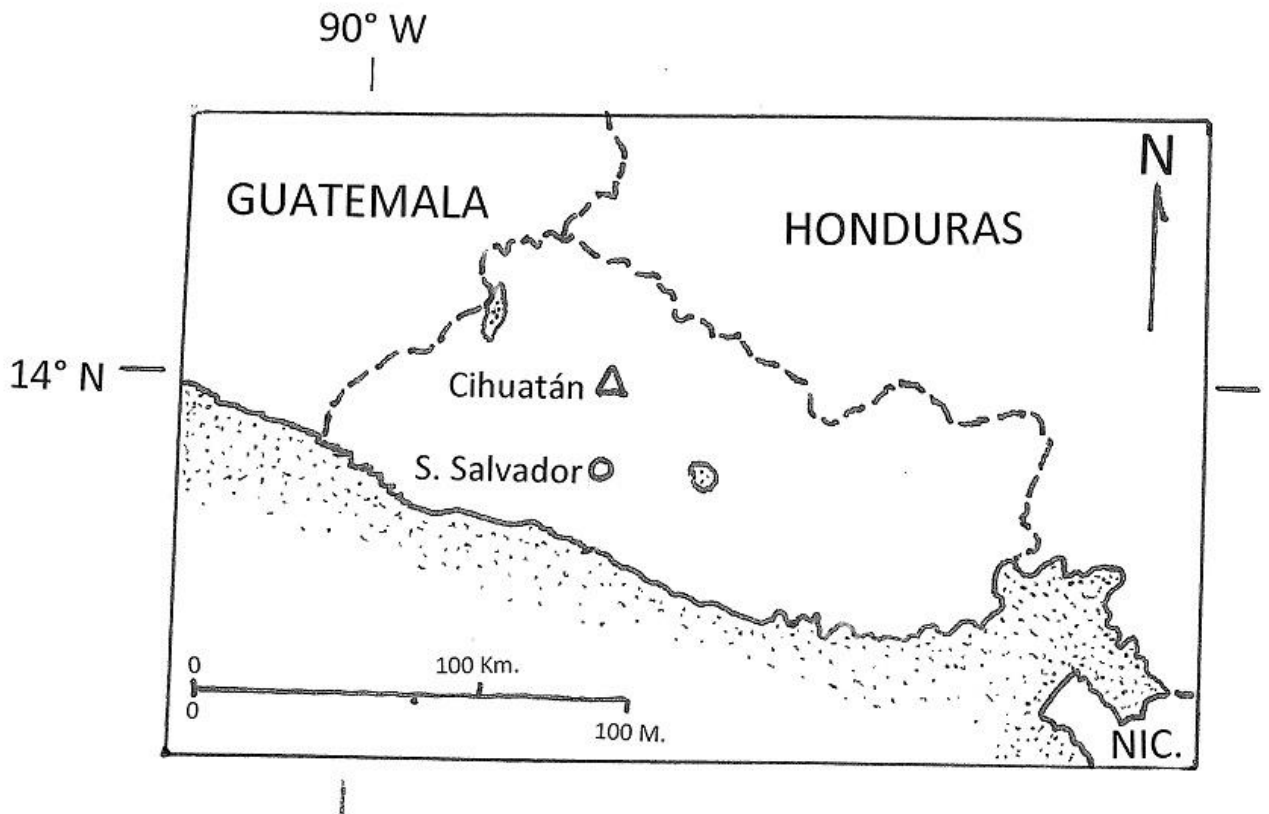 90° W
N
GUATEMALA
HONDURAS
14° N
Cihuatán
S. Salvador
0
100 Km.
0
100 M.
NIC.